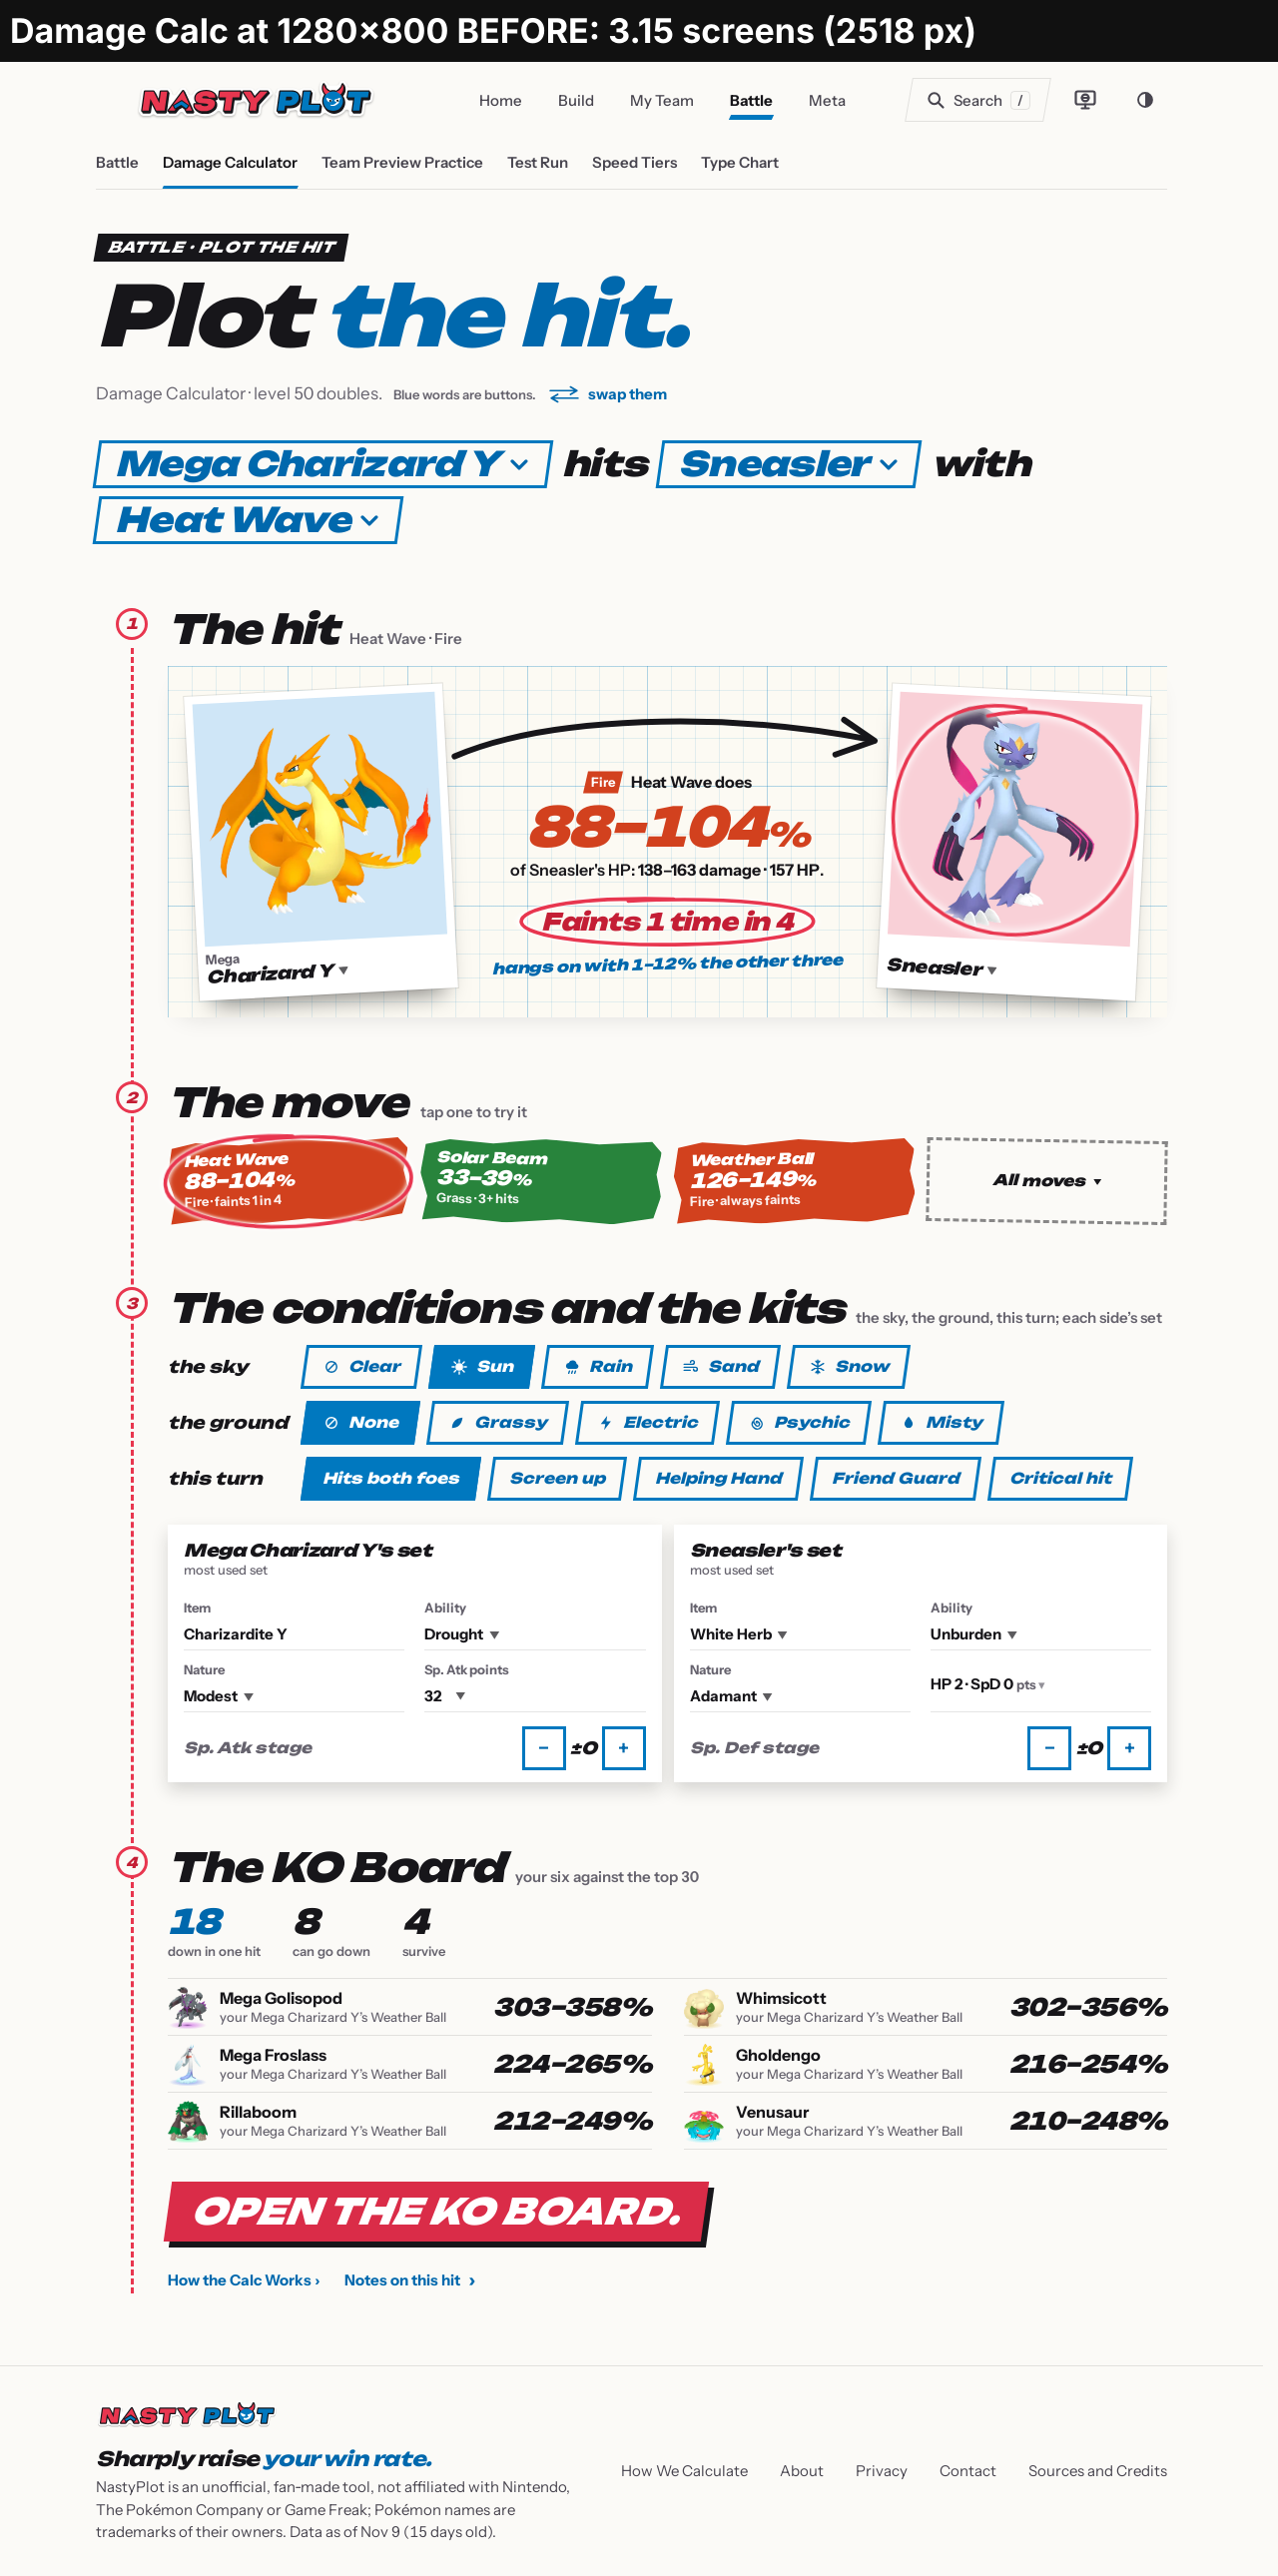 Damage Calc at 1280×800 BEFORE: 3.15 screens (2518 px)
NASTY PLOT
Home Build My Team Battle Meta Search /
Battle Damage Calculator Team Preview Practice Test Run Speed Tiers Type Chart
BATTLE · PLOT THE HIT
Plot the hit.
Damage Calculator · level 50 doubles. Blue words are buttons. swap them
Mega Charizard Y hits Sneasler with
Heat Wave
1 The hit Heat Wave · Fire
Fire Heat Wave does
88–104%
of Sneasler's HP: 138–163 damage · 157 HP.
Faints 1 time in 4
hangs on with 1–12% the other three
Mega
Charizard Y ▼
Sneasler ▼
2 The move tap one to try it
Heat Wave
88–104%
Fire · faints 1 in 4
Solar Beam
33–39%
Grass · 3+ hits
Weather Ball
126–149%
Fire · always faints
All moves ▼
3 The conditions and the kits the sky, the ground, this turn; each side's set
the sky Clear Sun Rain Sand Snow
the ground None Grassy Electric Psychic Misty
this turn Hits both foes Screen up Helping Hand Friend Guard Critical hit
Mega Charizard Y's set
most used set
Item Ability
Charizardite Y Drought ▼
Nature Sp. Atk points
Modest ▼ 32 ▼
Sp. Atk stage − ±0 +
Sneasler's set
most used set
Item Ability
White Herb ▼ Unburden ▼
Nature
Adamant ▼ HP 2 · SpD 0 pts ▾
Sp. Def stage − ±0 +
4 The KO Board your six against the top 30
18 8 4
down in one hit can go down survive
Mega Golisopod
your Mega Charizard Y's Weather Ball
303–358%
Whimsicott
your Mega Charizard Y's Weather Ball
302–356%
Mega Froslass
your Mega Charizard Y's Weather Ball
224–265%
Gholdengo
your Mega Charizard Y's Weather Ball
216–254%
Rillaboom
your Mega Charizard Y's Weather Ball
212–249%
Venusaur
your Mega Charizard Y's Weather Ball
210–248%
OPEN THE KO BOARD.
How the Calc Works › Notes on this hit ›
NASTY PLOT
Sharply raise your win rate.
NastyPlot is an unofficial, fan-made tool, not affiliated with Nintendo,
The Pokémon Company or Game Freak; Pokémon names are
trademarks of their owners. Data as of Nov 9 (15 days old).
How We Calculate About Privacy Contact Sources and Credits